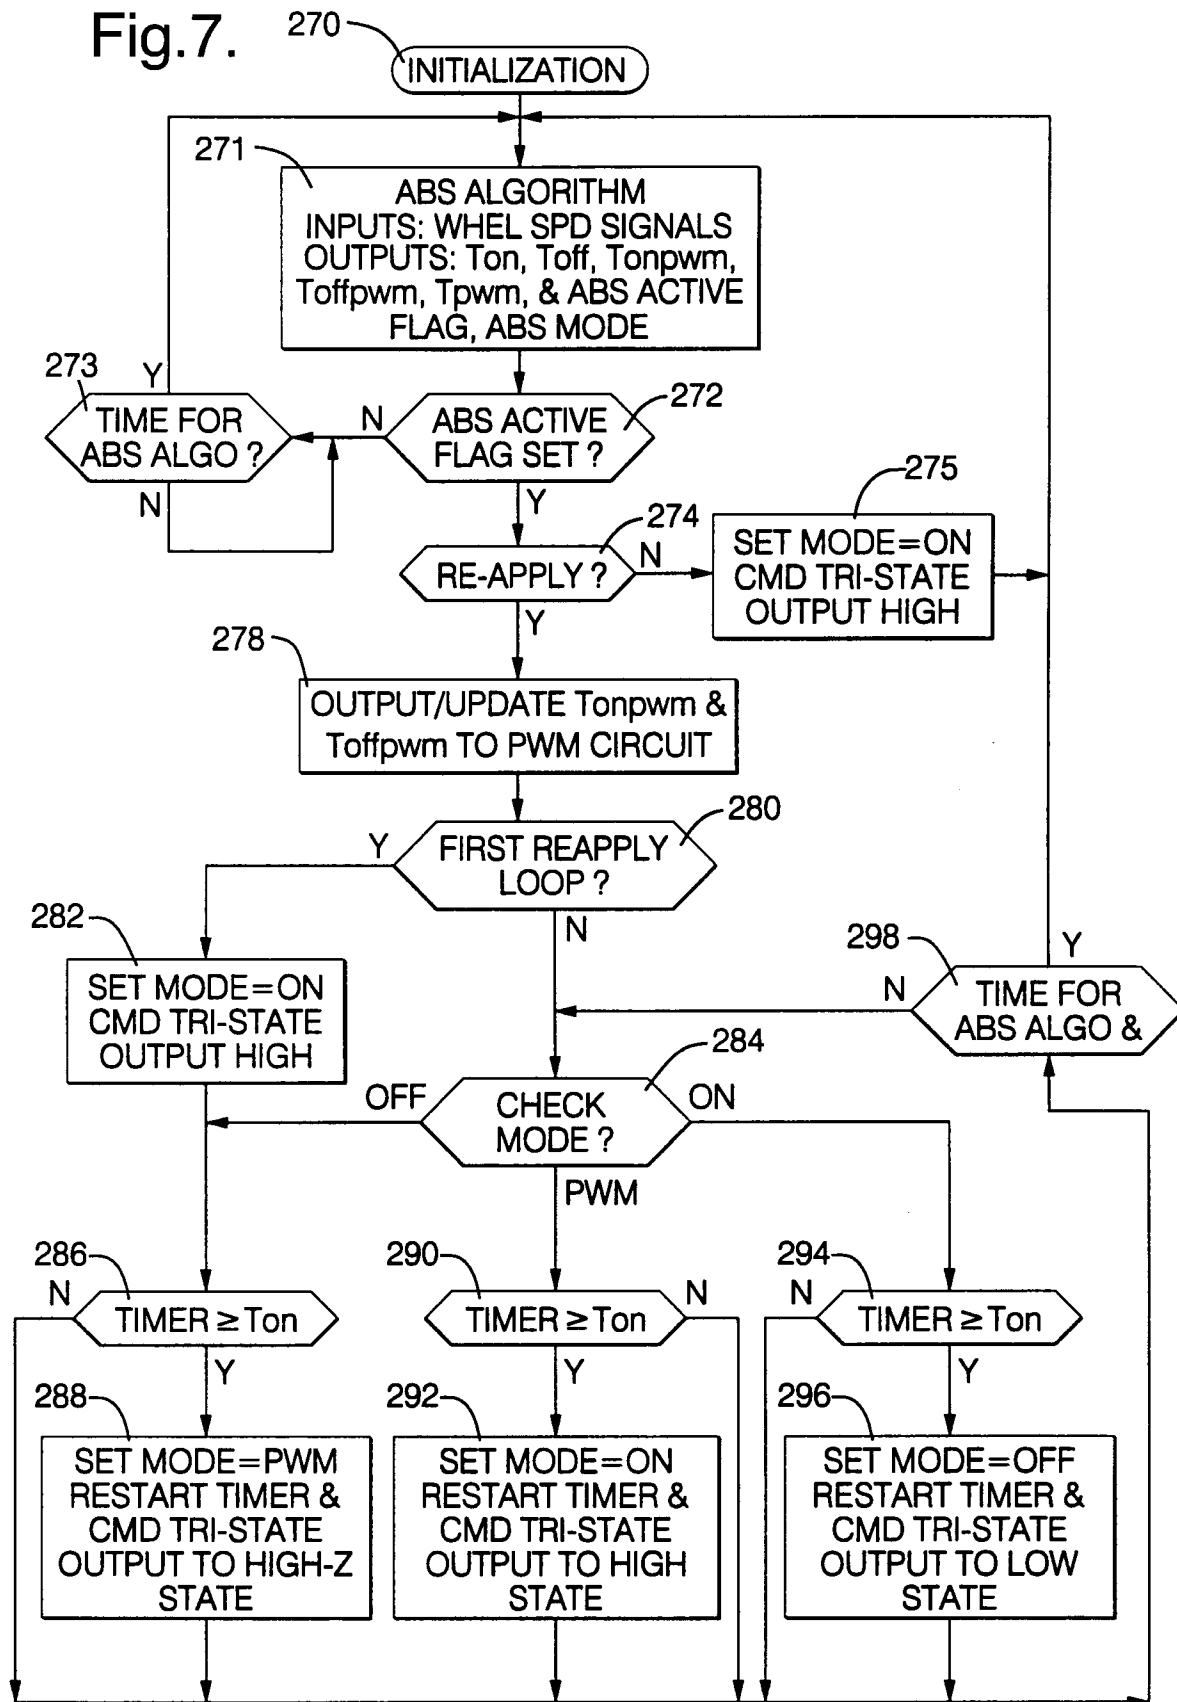 Fig.7.
270
INITIALIZATION
271
ABS ALGORITHM
INPUTS: WHEL SPD SIGNALS
OUTPUTS: Ton, Toff, Tonpwm,
Toffpwm, Tpwm, & ABS ACTIVE
FLAG, ABS MODE
273
Y
TIME FOR
ABS ALGO ?
N
N
ABS ACTIVE
FLAG SET ?
272
Y
274
RE-APPLY ?
N
275
SET MODE=ON
CMD TRI-STATE
OUTPUT HIGH
Y
278
OUTPUT/UPDATE Tonpwm &
Toffpwm TO PWM CIRCUIT
280
Y
FIRST REAPPLY
LOOP ?
N
282
SET MODE=ON
CMD TRI-STATE
OUTPUT HIGH
298
Y
N
TIME FOR
ABS ALGO &
284
OFF
CHECK
MODE ?
ON
PWM
286
N
TIMER ≥ Ton
Y
290
TIMER ≥ Ton
N
Y
294
N
TIMER ≥ Ton
Y
288
SET MODE=PWM
RESTART TIMER &
CMD TRI-STATE
OUTPUT TO HIGH-Z
STATE
292
SET MODE=ON
RESTART TIMER &
CMD TRI-STATE
OUTPUT TO HIGH
STATE
296
SET MODE=OFF
RESTART TIMER &
CMD TRI-STATE
OUTPUT TO LOW
STATE